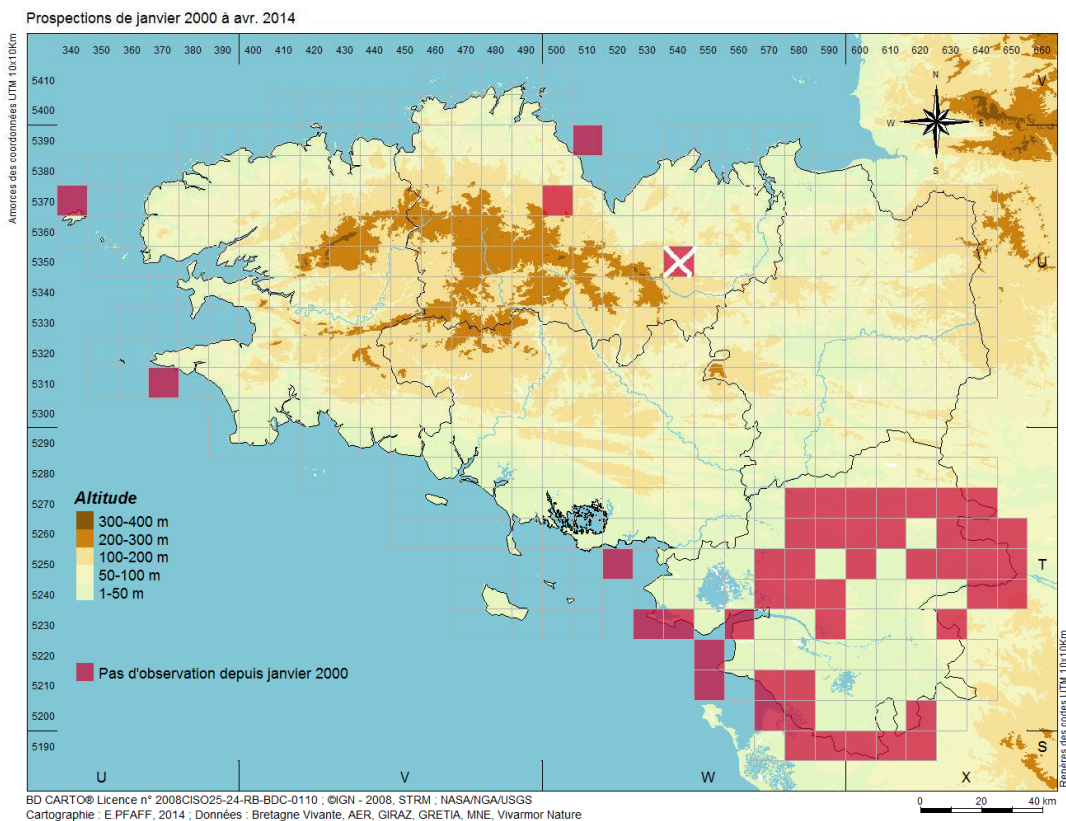 Prospections de janvier 2000 à avr. 2014
Amorces des coordonnées UTM 10x10Km
340 350 360 370 380 390 400 410 420 430 440 450 460 470 480 490 500 510 520 530 540 550 560 570 580 590 600 610 620 630 640 650 660
5410
5400
5390
5380
5370
5360
5350
5340
5330
5320
5310
5300
5290
5280
5270
5260
5250
5240
5230
5220
5210
5200
5190
N
W E
S
V
U
T
S
Altitude
300-400 m
200-300 m
100-200 m
50-100 m
1-50 m
Pas d'observation depuis janvier 2000
U V W X
Repères des codes UTM 10x10Km
BD CARTO® Licence n° 2008CISO25-24-RB-BDC-0110 ; ©IGN - 2008, STRM ; NASA/NGA/USGS
Cartographie : E.PFAFF, 2014 ; Données : Bretagne Vivante, AER, GIRAZ, GRETIA, MNE, Vivarmor Nature
0 20 40 km